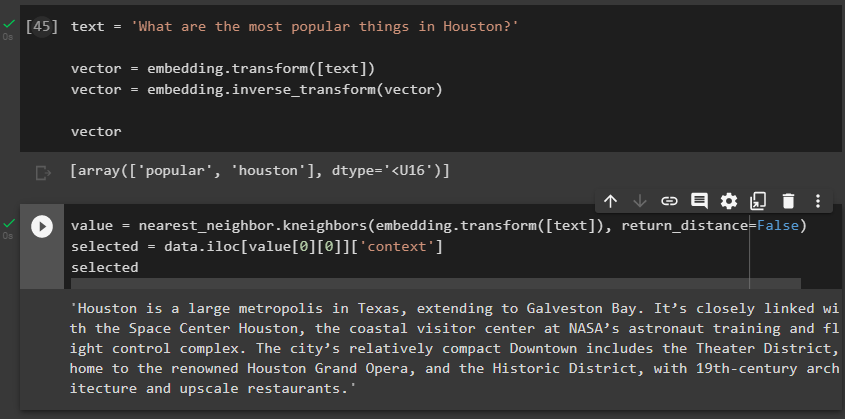 [45] text = 'What are the most popular things in Houston?'
0s
vector = embedding.transform([text])
vector = embedding.inverse_transform(vector)
vector
[array(['popular', 'houston'], dtype='<U16')]
0s
value = nearest_neighbor.kneighbors(embedding.transform([text]), return_distance=False)
selected = data.iloc[value[0][0]]['context']
selected
'Houston is a large metropolis in Texas, extending to Galveston Bay. It’s closely linked wi
th the Space Center Houston, the coastal visitor center at NASA’s astronaut training and fl
ight control complex. The city’s relatively compact Downtown includes the Theater District,
home to the renowned Houston Grand Opera, and the Historic District, with 19th-century arch
itecture and upscale restaurants.'